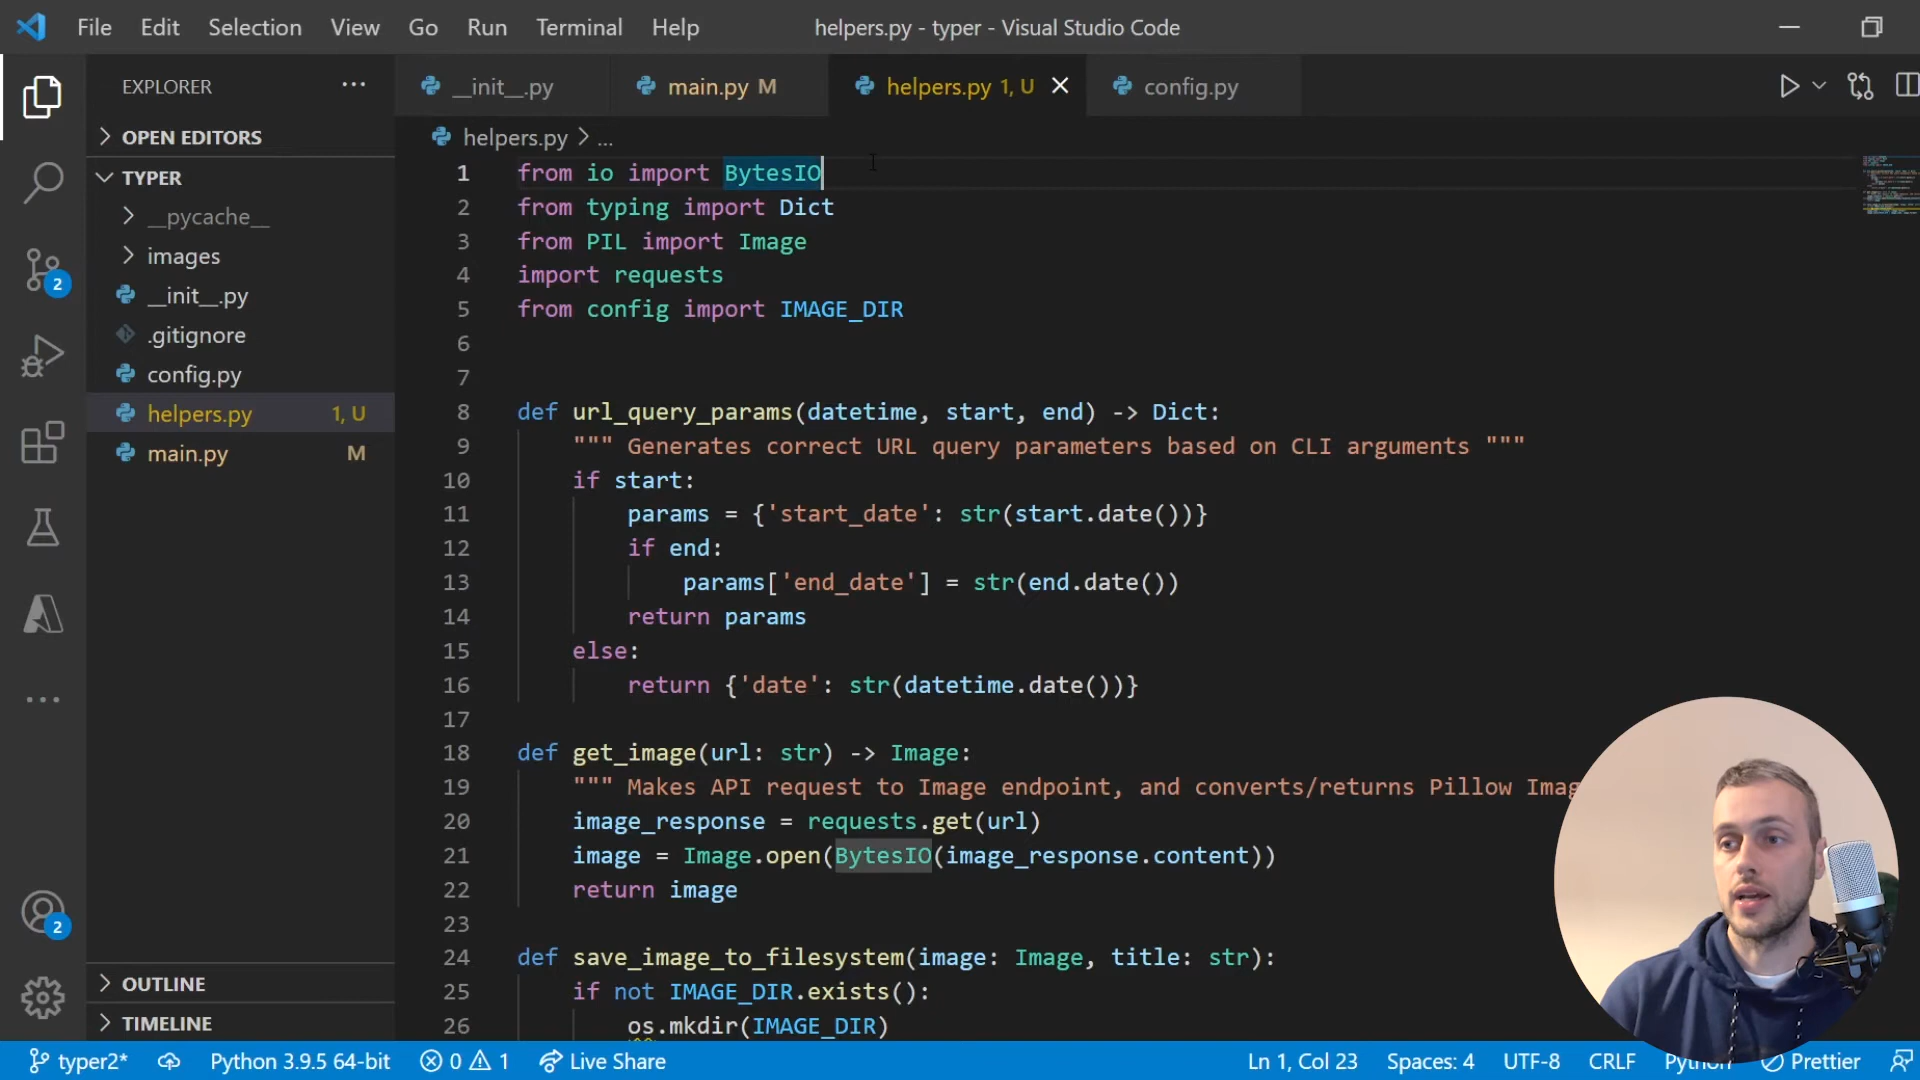 File Edit Selection View Go Run Terminal Help helpers.py - typer - Visual Studio Code
EXPLORER ...
__init__.py main.py M helpers.py 1, U config.py
OPEN EDITORS
helpers.py > ...
TYPER
__pycache__
images
__init__.py
.gitignore
config.py
helpers.py 1, U
main.py M
OUTLINE
TIMELINE
2
2
1 from io import BytesIO
2 from typing import Dict
3 from PIL import Image
4 import requests
5 from config import IMAGE_DIR
6
7
8 def url_query_params(datetime, start, end) -> Dict:
9 """ Generates correct URL query parameters based on CLI arguments """
10 if start:
11 params = {'start_date': str(start.date())}
12 if end:
13 params['end_date'] = str(end.date())
14 return params
15 else:
16 return {'date': str(datetime.date())}
17
18 def get_image(url: str) -> Image:
19 """ Makes API request to Image endpoint, and converts/returns Pillow Imag
20 image_response = requests.get(url)
21 image = Image.open(BytesIO(image_response.content))
22 return image
23
24 def save_image_to_filesystem(image: Image, title: str):
25 if not IMAGE_DIR.exists():
26 os.mkdir(IMAGE_DIR)
typer2* Python 3.9.5 64-bit 0 1 Live Share Ln 1, Col 23 Spaces: 4 UTF-8 CRLF Python Prettier